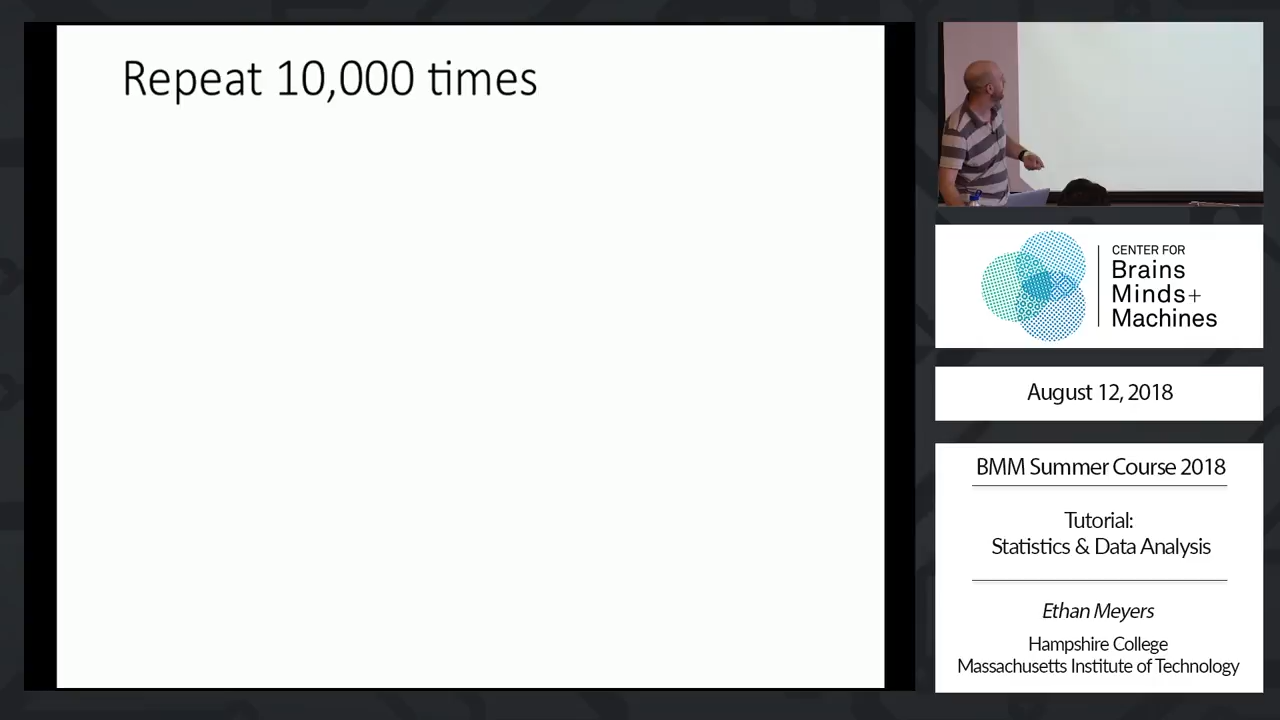 Repeat 10,000 times
CENTER FOR
Brains
Minds+
Machines
August 12, 2018
BMM Summer Course 2018
Tutorial:
Statistics & Data Analysis
Ethan Meyers
Hampshire College
Massachusetts Institute of Technology